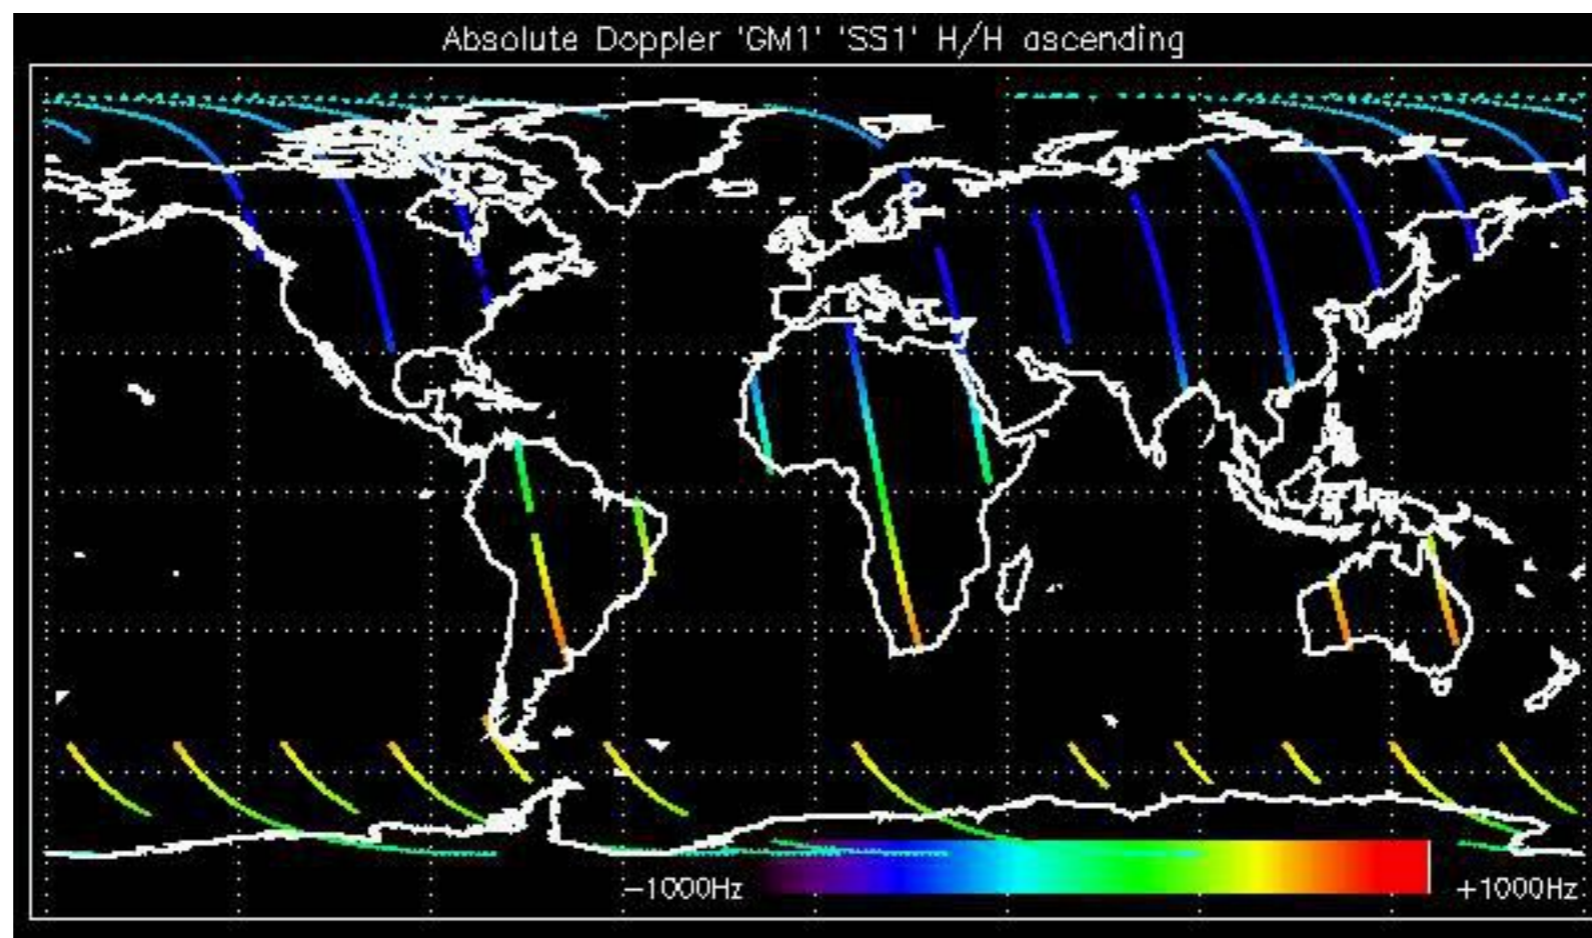 Absolute Doppler 'GM1' 'SS1' H/H ascending
-1000Hz +1000Hz